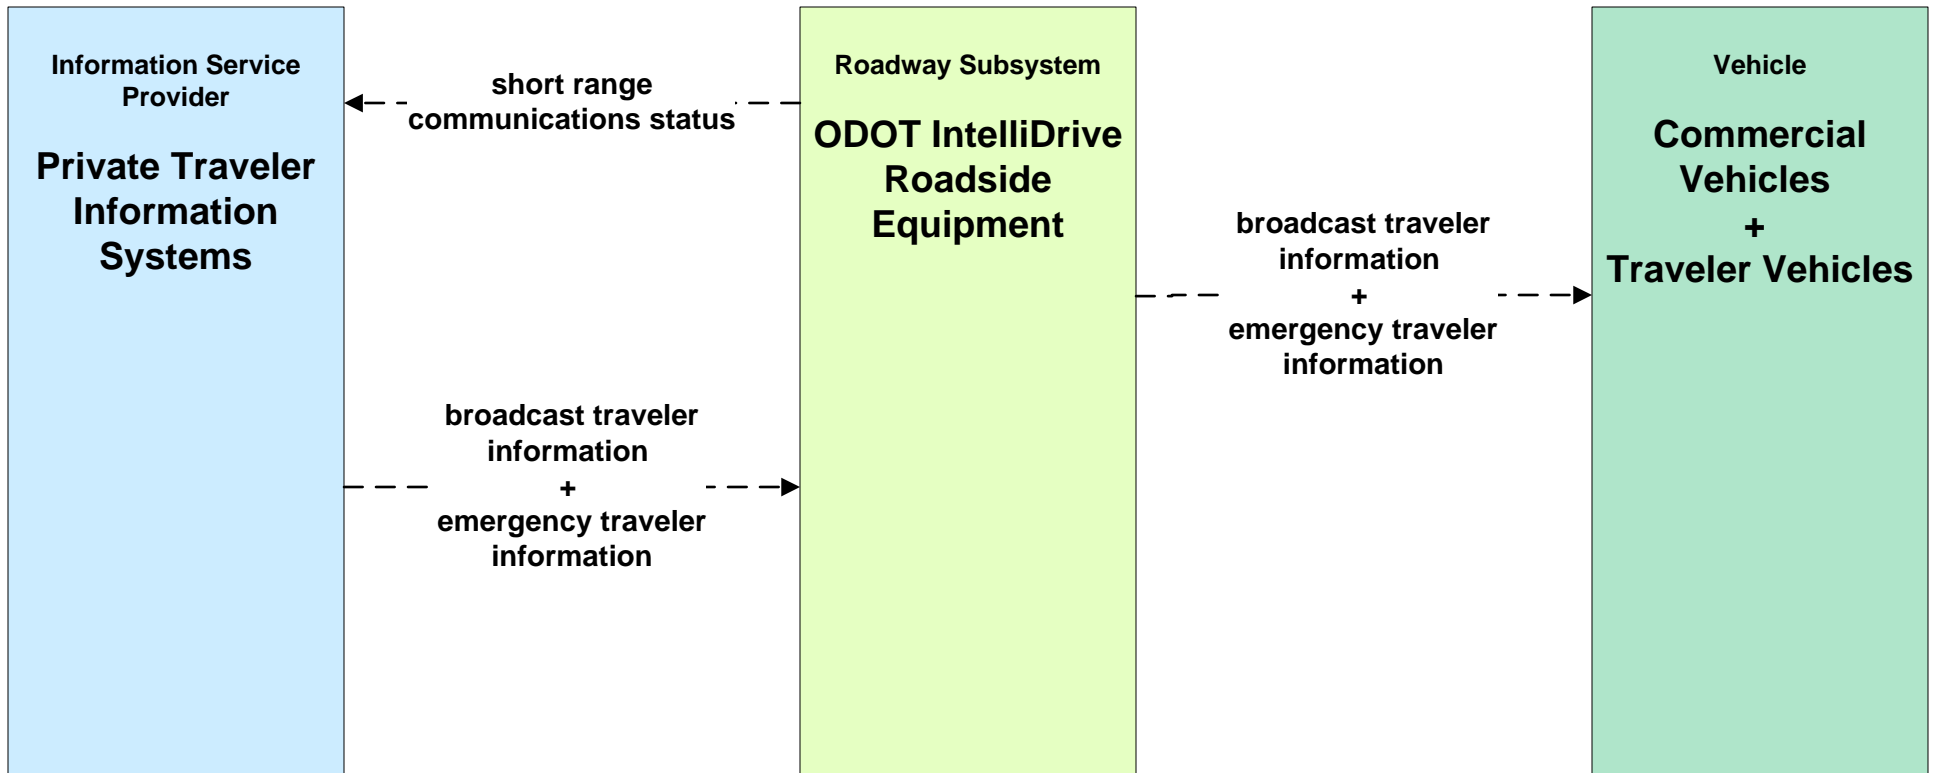 Information Service
Provider
Private Traveler
Information
Systems
short range
communications status
broadcast traveler
information
+
emergency traveler
information
Roadway Subsystem
ODOT IntelliDrive
Roadside
Equipment
broadcast traveler
information
+
emergency traveler
information
Vehicle
Commercial
Vehicles
+
Traveler Vehicles